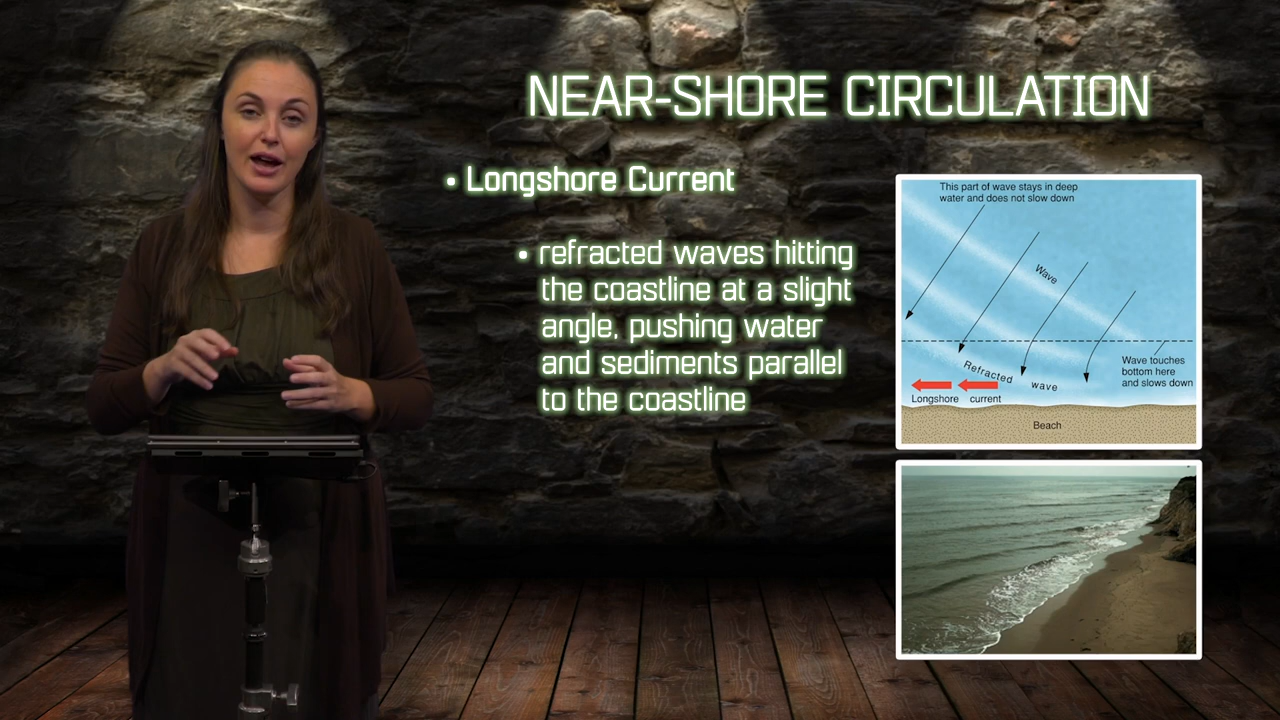 NEAR-SHORE CIRCULATION
• Longshore Current
• refracted waves hitting
the coastline at a slight
angle, pushing water
and sediments parallel
to the coastline
This part of wave stays in deep
water and does not slow down
Wave
Wave touches
bottom here
and slows down
Refracted wave
Longshore current
Beach